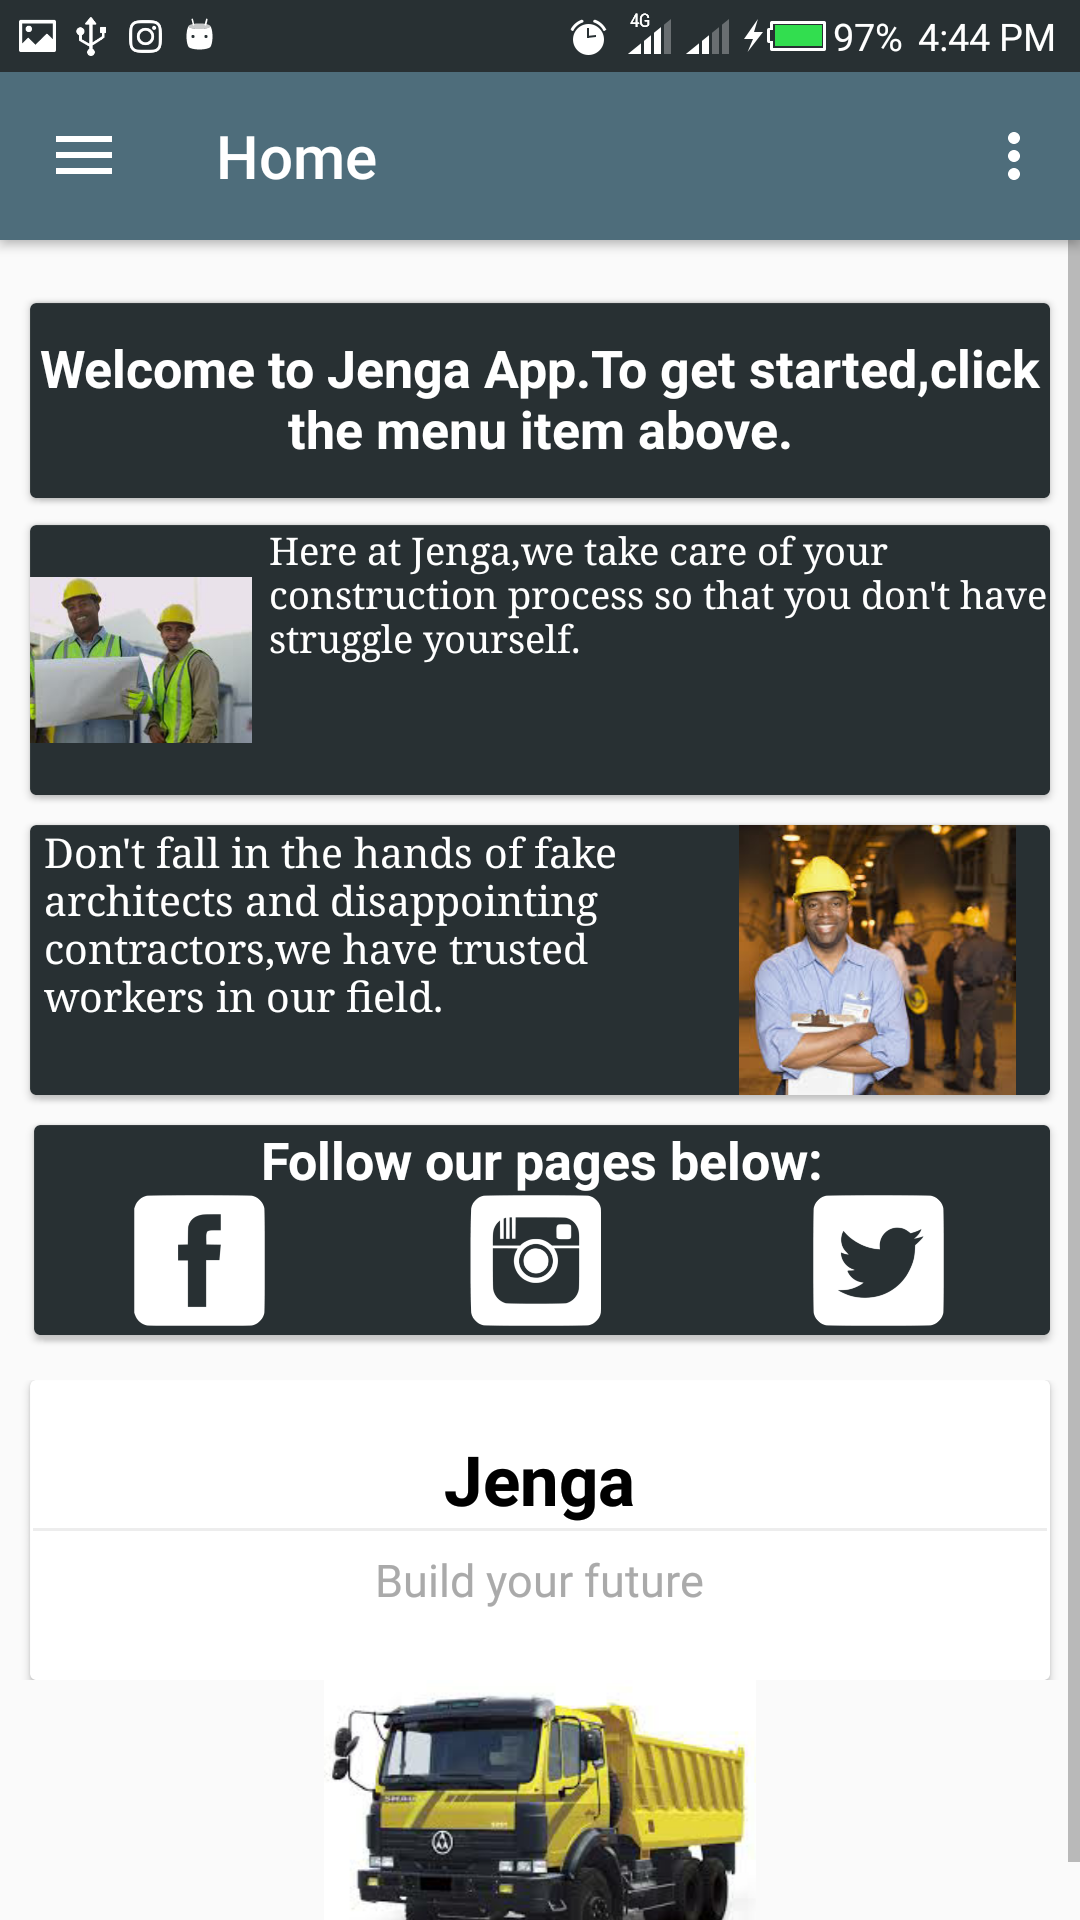 4G 97% 4:44 PM
Home
Welcome to Jenga App.To get started,click
the menu item above.
Here at Jenga,we take care of your
construction process so that you don't have
struggle yourself.
Don't fall in the hands of fake
architects and disappointing
contractors,we have trusted
workers in our field.
Follow our pages below:
Jenga
Build your future